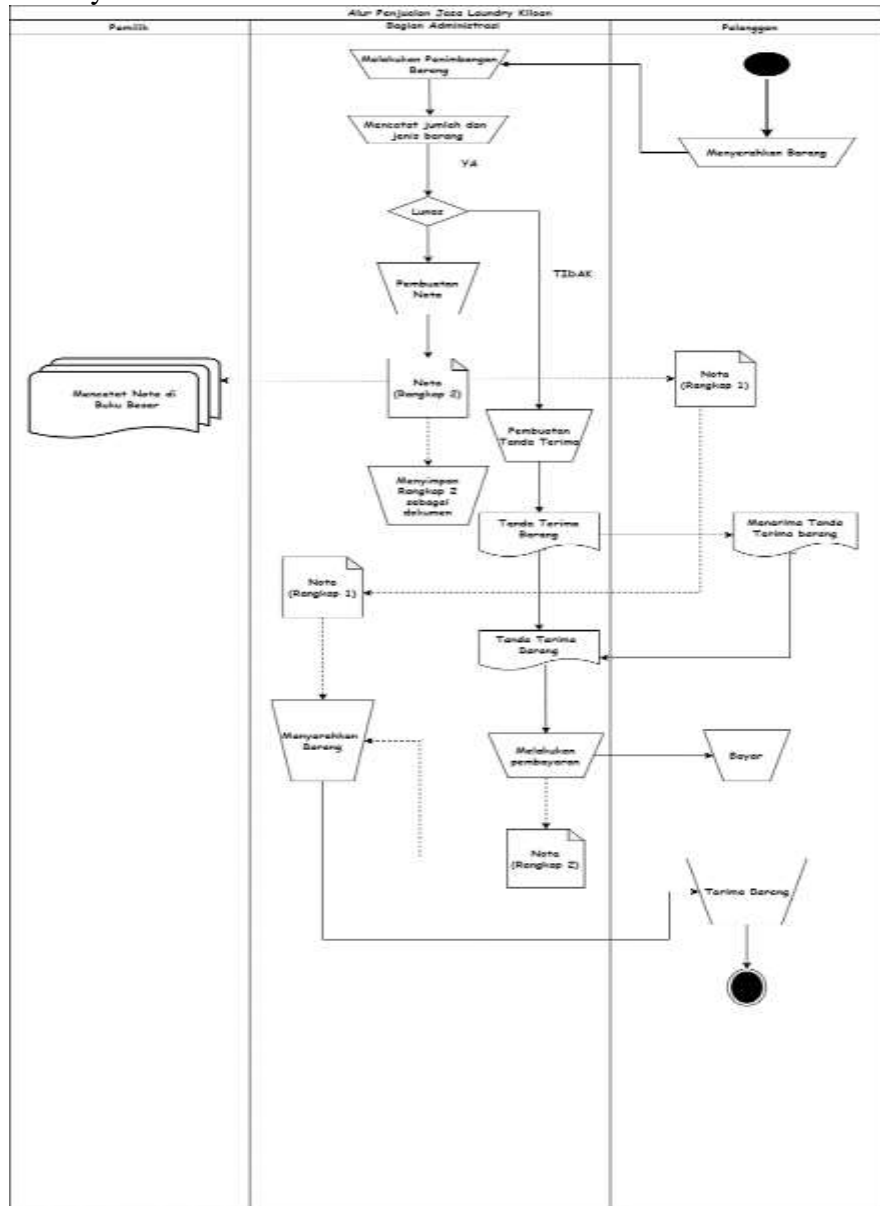 Alur Penjualan Jasa Laundry Kiloan
Pemilik
Bagian Administrasi
Pelanggan
Melakukan Penimbangan
Barang
Mencatat jumlah dan
jenis barang
Menyerahkan Barang
YA
Lunas
TIDAK
Pembuatan
Nota
Mencatat Nota di
Buku Besar
Nota
(Rangkap 2)
Nota
(Rangkap 1)
Pembuatan
Tanda Terima
Menyimpan
Rangkap 2
sebagai
dokumen
Tanda Terima
Barang
Menerima Tanda
Terima barang
Nota
(Rangkap 1)
Tanda Terima
Barang
Menyerahkan
Barang
Melakukan
pembayaran
Bayar
Nota
(Rangkap 2)
Terima Barang